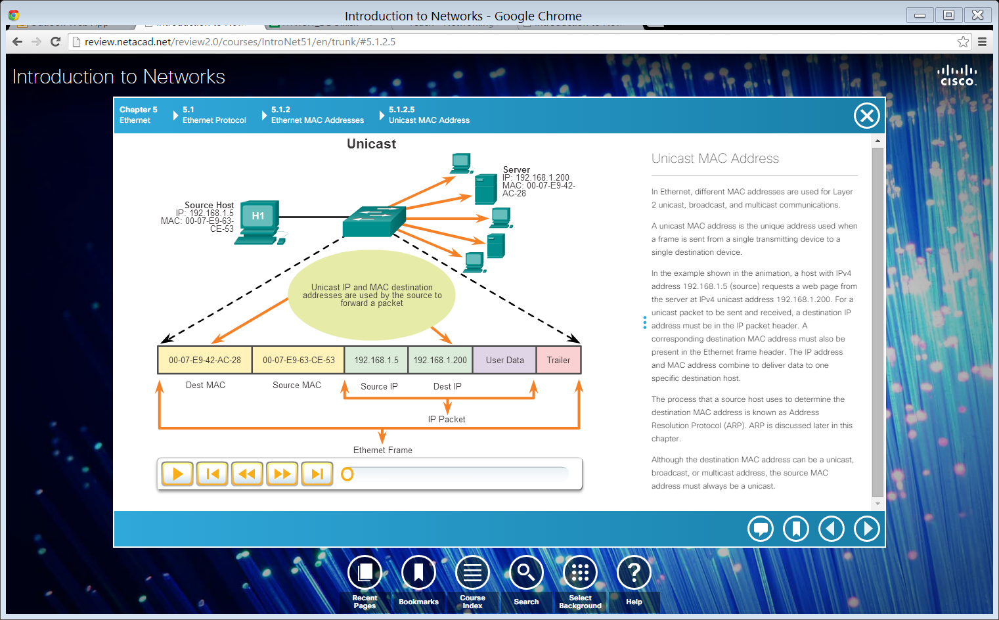 Introduction to Networks - Google Chrome
review.netacad.net/review2.0/courses/IntroNet51/en/trunk/#5.1.2.5
Introduction to Networks
CISCO
Chapter 5
Ethernet
5.1
Ethernet Protocol
5.1.2
Ethernet MAC Addresses
5.1.2.5
Unicast MAC Address
Unicast
Server
IP: 192.168.1.200
MAC: 00-07-E9-42-
AC-28
Source Host
IP: 192.168.1.5
MAC: 00-07-E9-63-
CE-53
H1
Unicast IP and MAC destination
addresses are used by the source to
forward a packet
00-07-E9-42-AC-28 00-07-E9-63-CE-53 192.168.1.5 192.168.1.200 User Data Trailer
Dest MAC Source MAC Source IP Dest IP
IP Packet
Ethernet Frame
Unicast MAC Address
In Ethernet, different MAC addresses are used for Layer
2 unicast, broadcast, and multicast communications.
A unicast MAC address is the unique address used when
a frame is sent from a single transmitting device to a
single destination device.
In the example shown in the animation, a host with IPv4
address 192.168.1.5 (source) requests a web page from
the server at IPv4 unicast address 192.168.1.200. For a
unicast packet to be sent and received, a destination IP
address must be in the IP packet header. A
corresponding destination MAC address must also be
present in the Ethernet frame header. The IP address
and MAC address combine to deliver data to one
specific destination host.
The process that a source host uses to determine the
destination MAC address is known as Address
Resolution Protocol (ARP). ARP is discussed later in this
chapter.
Although the destination MAC address can be a unicast,
broadcast, or multicast address, the source MAC
address must always be a unicast.
Recent
Pages
Bookmarks
Course
Index
Search
Select
Background
Help